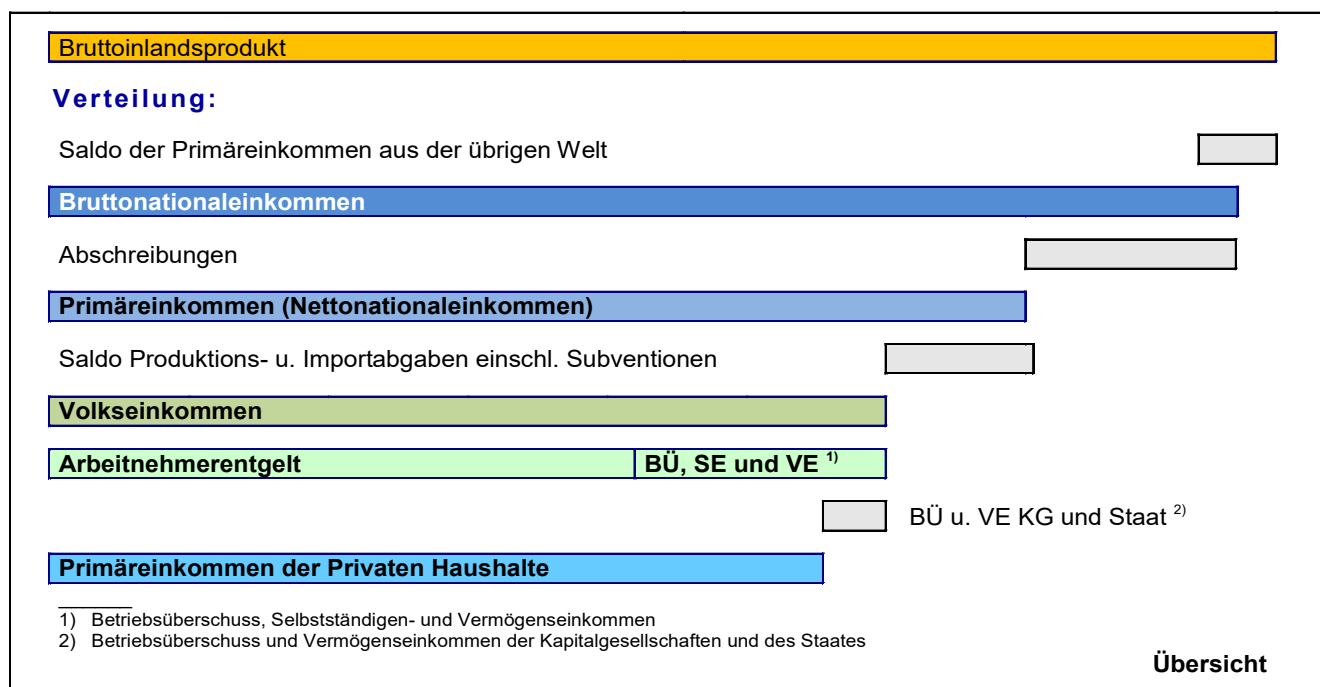 Bruttoinlandsprodukt
Verteilung:
Saldo der Primäreinkommen aus der übrigen Welt
Bruttonationaleinkommen
Abschreibungen
Primäreinkommen (Nettonationaleinkommen)
Saldo Produktions- u. Importabgaben einschl. Subventionen
Volkseinkommen
Arbeitnehmerentgelt BÜ, SE und VE 1)
BÜ u. VE KG und Staat 2)
Primäreinkommen der Privaten Haushalte
1) Betriebsüberschuss, Selbstständigen- und Vermögenseinkommen
2) Betriebsüberschuss und Vermögenseinkommen der Kapitalgesellschaften und des Staates
Übersicht